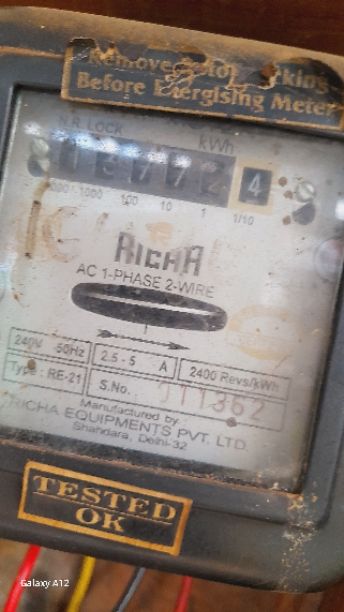 Remove Rotor
Before Energising Meter
N.R. LOCK
kWh
1000 100 10 1 1/10
4
RICHA
AC 1-PHASE 2-WIRE
240V 50Hz 2.5 - 5 A 2400 Revs/kWh
Type : RE-21 S.No. 011362
Manufactured by
RICHA EQUIPMENTS PVT. LTD.
Shahdara, Delhi-32
TESTED
OK
Galaxy A12